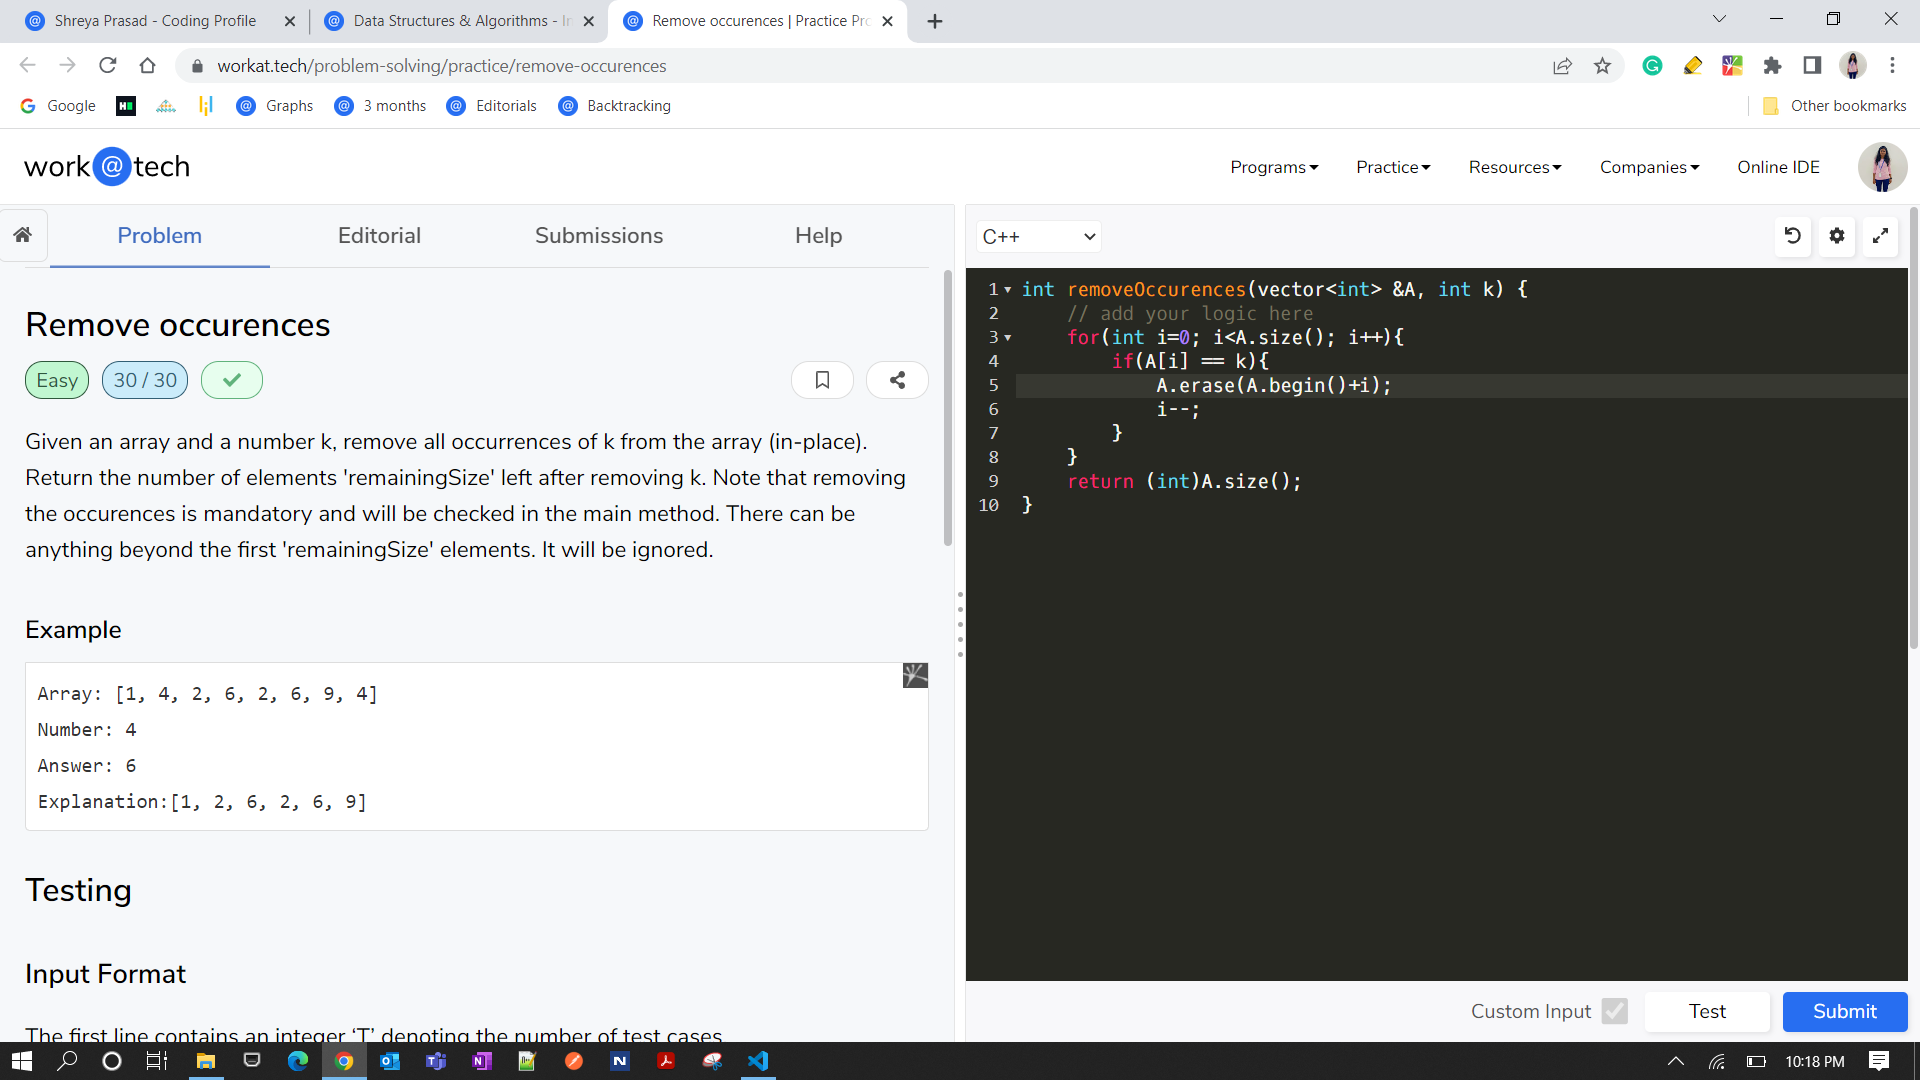 Shreya Prasad - Coding Profile
Data Structures & Algorithms - In
Remove occurences | Practice Pro
workat.tech/problem-solving/practice/remove-occurences
Google
Graphs
3 months
Editorials
Backtracking
Other bookmarks
work@tech
Programs
Practice
Resources
Companies
Online IDE
Problem
Editorial
Submissions
Help
C++
Remove occurences
Easy
30 / 30
Given an array and a number k, remove all occurrences of k from the array (in-place).
Return the number of elements 'remainingSize' left after removing k. Note that removing
the occurences is mandatory and will be checked in the main method. There can be
anything beyond the first 'remainingSize' elements. It will be ignored.
Example
Array: [1, 4, 2, 6, 2, 6, 9, 4]
Number: 4
Answer: 6
Explanation:[1, 2, 6, 2, 6, 9]
Testing
Input Format
The first line contains an integer ‘T’ denoting the number of test cases.
1 int removeOccurences(vector<int> &A, int k) {
2 // add your logic here
3 for(int i=0; i<A.size(); i++){
4 if(A[i] == k){
5 A.erase(A.begin()+i);
6 i--;
7 }
8 }
9 return (int)A.size();
10 }
Custom Input
Test
Submit
10:18 PM